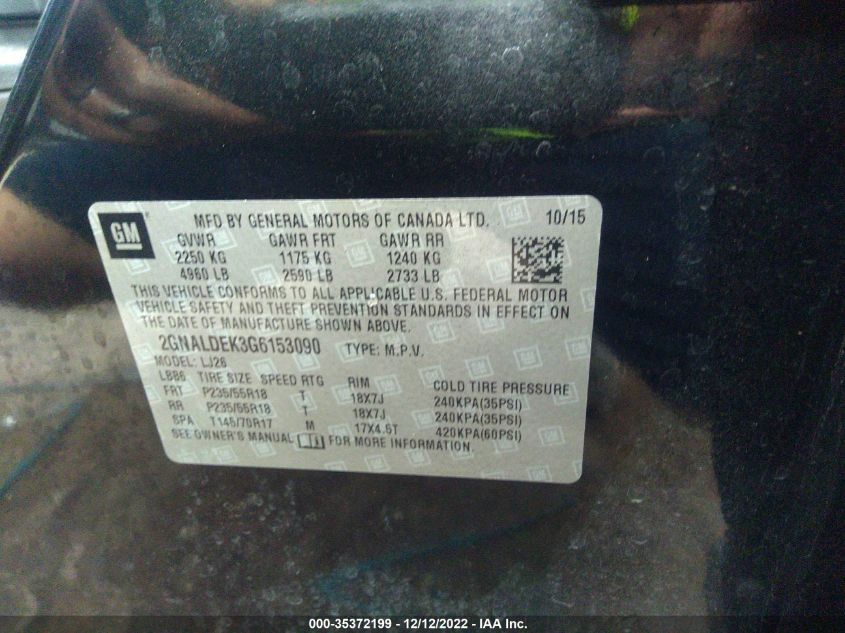 GM
MFD BY GENERAL MOTORS OF CANADA LTD. 10/15
GVWR GAWR FRT GAWR RR
2250 KG 1175 KG 1240 KG
4960 LB 2590 LB 2733 LB
THIS VEHICLE CONFORMS TO ALL APPLICABLE U.S. FEDERAL MOTOR
VEHICLE SAFETY AND THEFT PREVENTION STANDARDS IN EFFECT ON
THE DATE OF MANUFACTURE SHOWN ABOVE.
2GNALDEK3G6153090 TYPE: M.P.V.
MODEL: LJ26
LBB6 TIRE SIZE SPEED RTG RIM COLD TIRE PRESSURE
FRT P235/55R18 T 18X7J 240KPA(35PSI)
RR P235/55R18 T 18X7J 240KPA(35PSI)
SPA T145/70R17 M 17X4.5T 420KPA(60PSI)
SEE OWNER'S MANUAL FOR MORE INFORMATION.
000-35372199 - 12/12/2022 - IAA Inc.